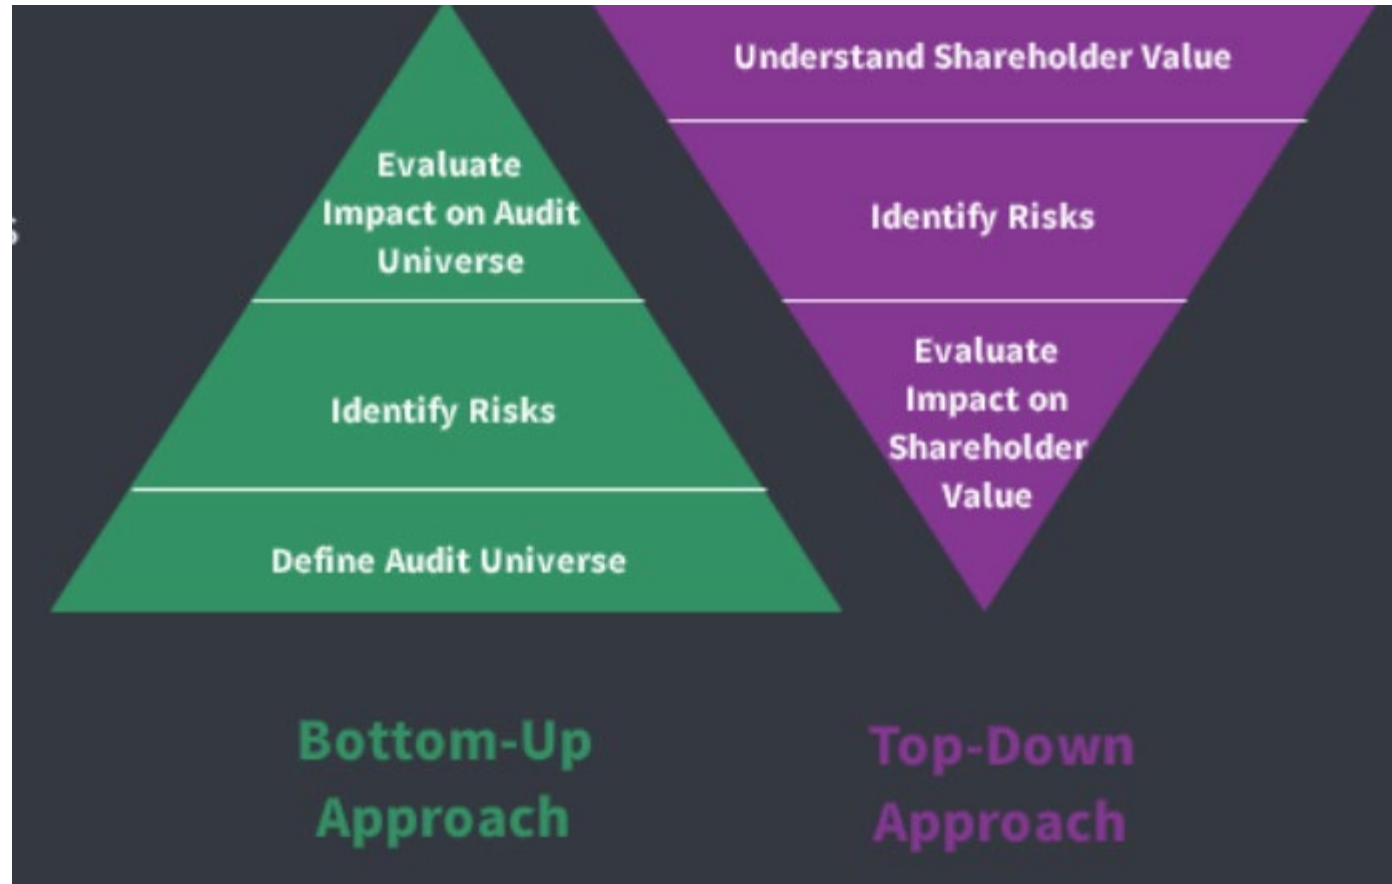 Evaluate
Impact on Audit
Universe
Identify Risks
Define Audit Universe
Bottom-Up
Approach
Understand Shareholder Value
Identify Risks
Evaluate
Impact on
Shareholder
Value
Top-Down
Approach